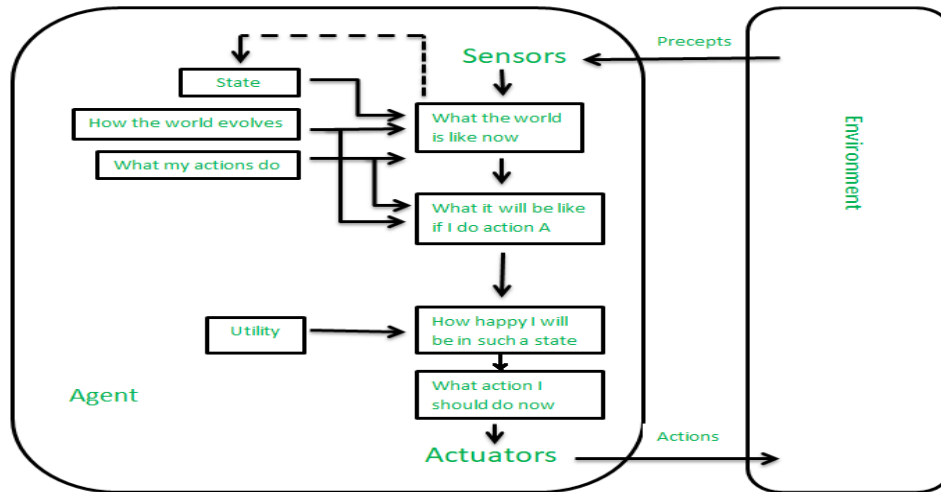 Precepts
Sensors
State
How the world evolves
What the world
is like now
What my actions do
Environment
What it will be like
if I do action A
Utility
How happy I will
be in such a state
Agent
What action I
should do now
Actions
Actuators